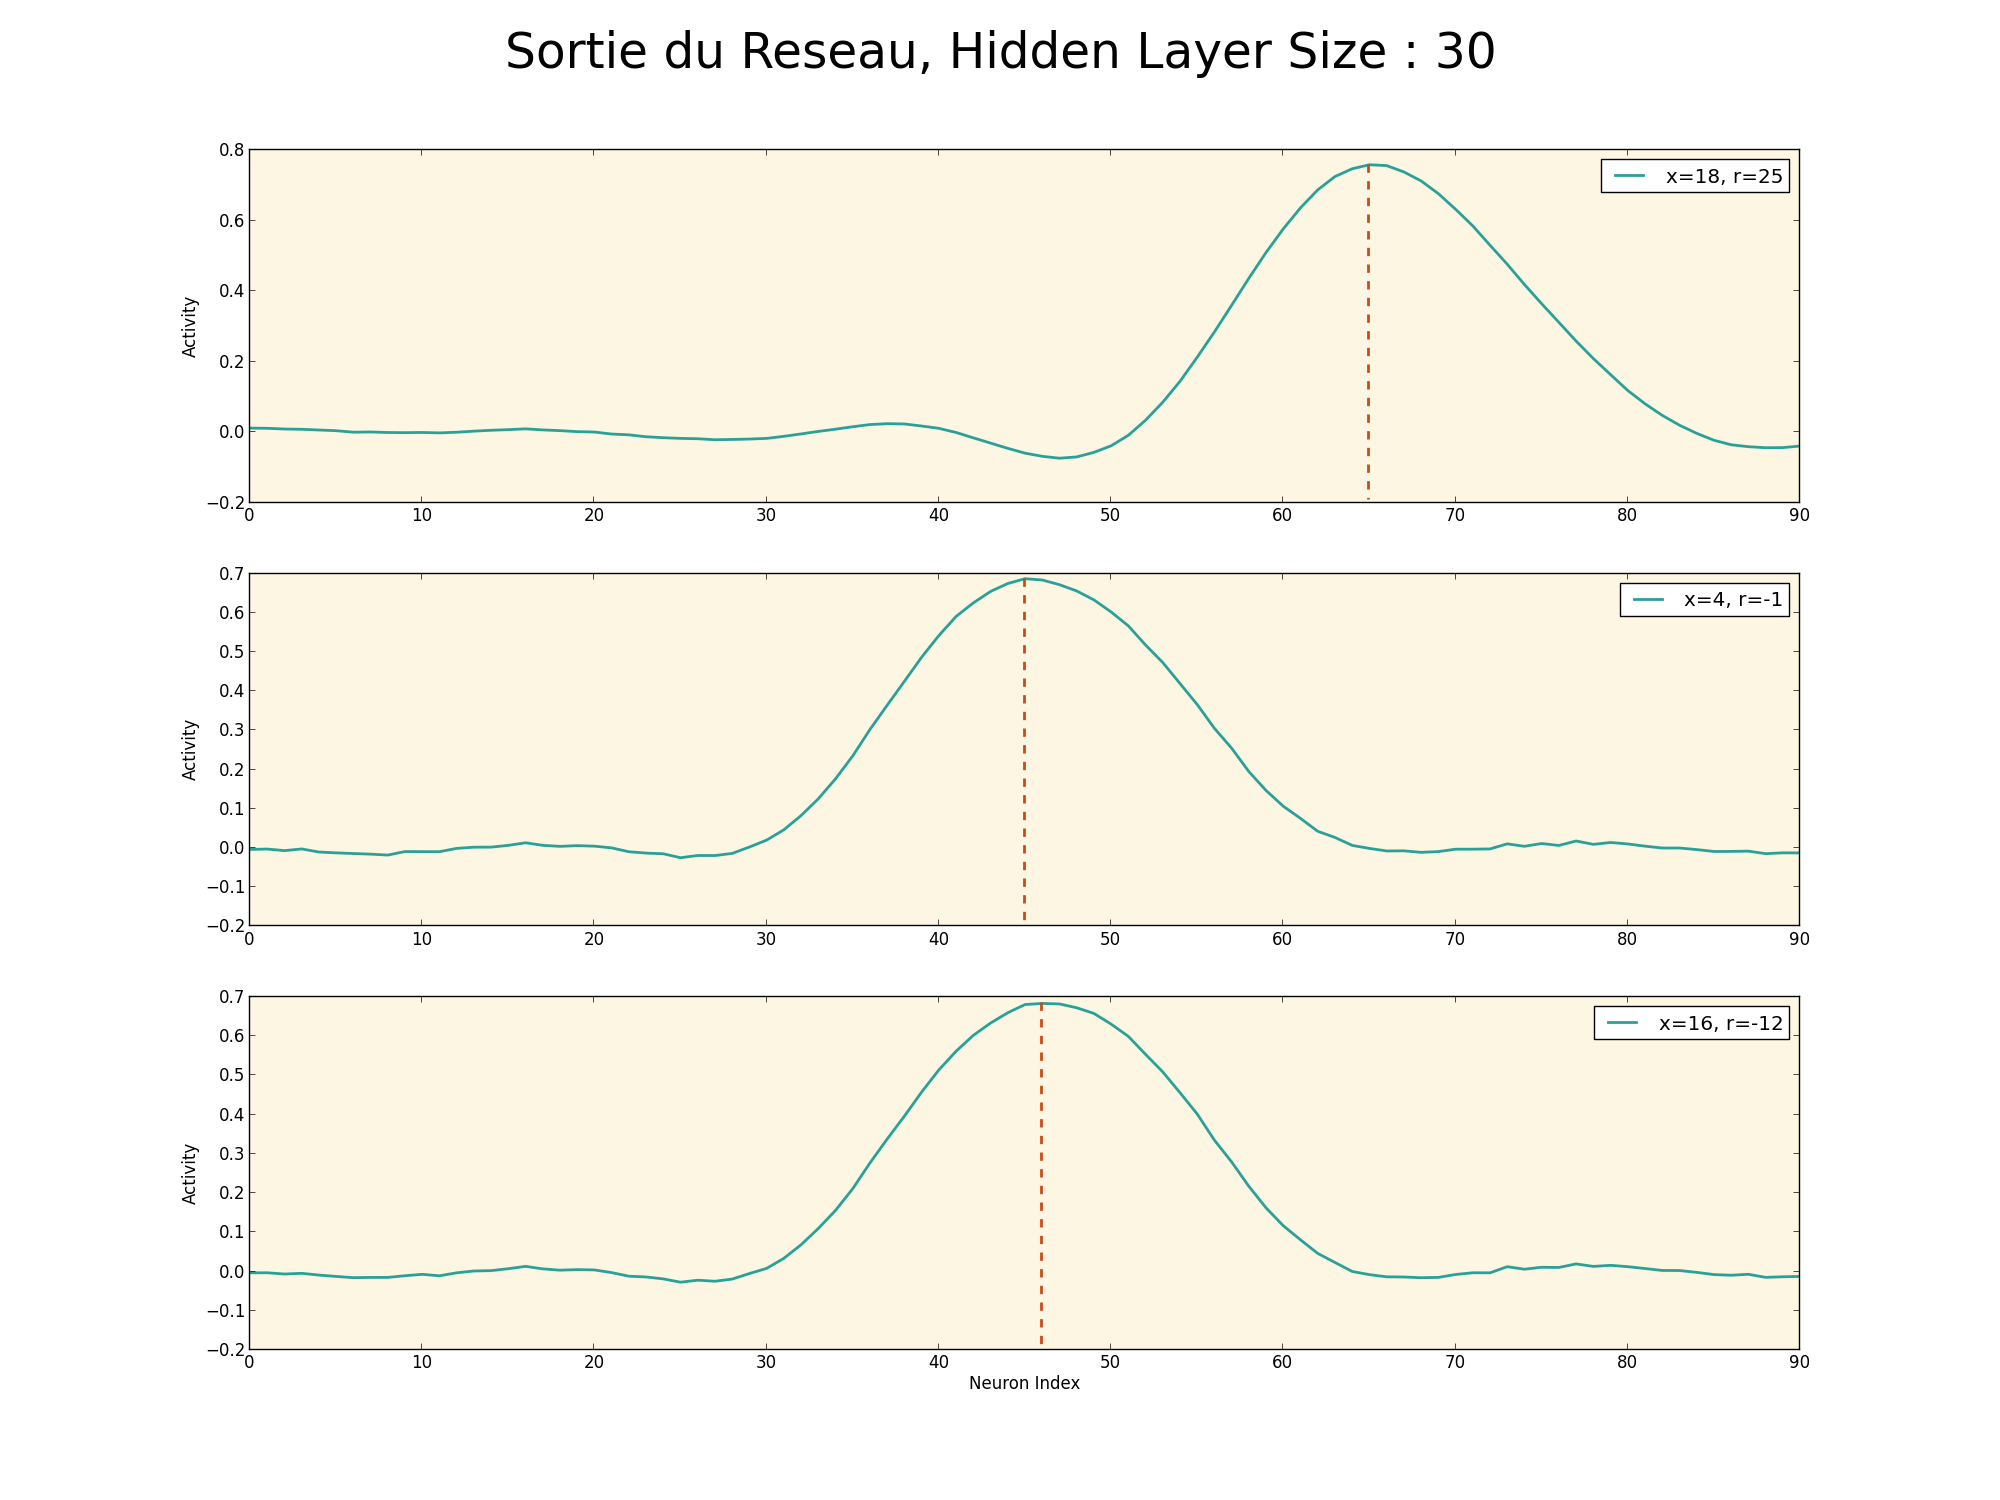 Sortie du Reseau, Hidden Layer Size : 30
0.8
0.6
0.4
0.2
0.0
−0.2
Activity
x=18, r=25
0 10 20 30 40 50 60 70 80 90
0.7
0.6
0.5
0.4
0.3
0.2
0.1
0.0
−0.1
−0.2
Activity
x=4, r=-1
0 10 20 30 40 50 60 70 80 90
0.7
0.6
0.5
0.4
0.3
0.2
0.1
0.0
−0.1
−0.2
Activity
x=16, r=-12
0 10 20 30 40 50 60 70 80 90
Neuron Index